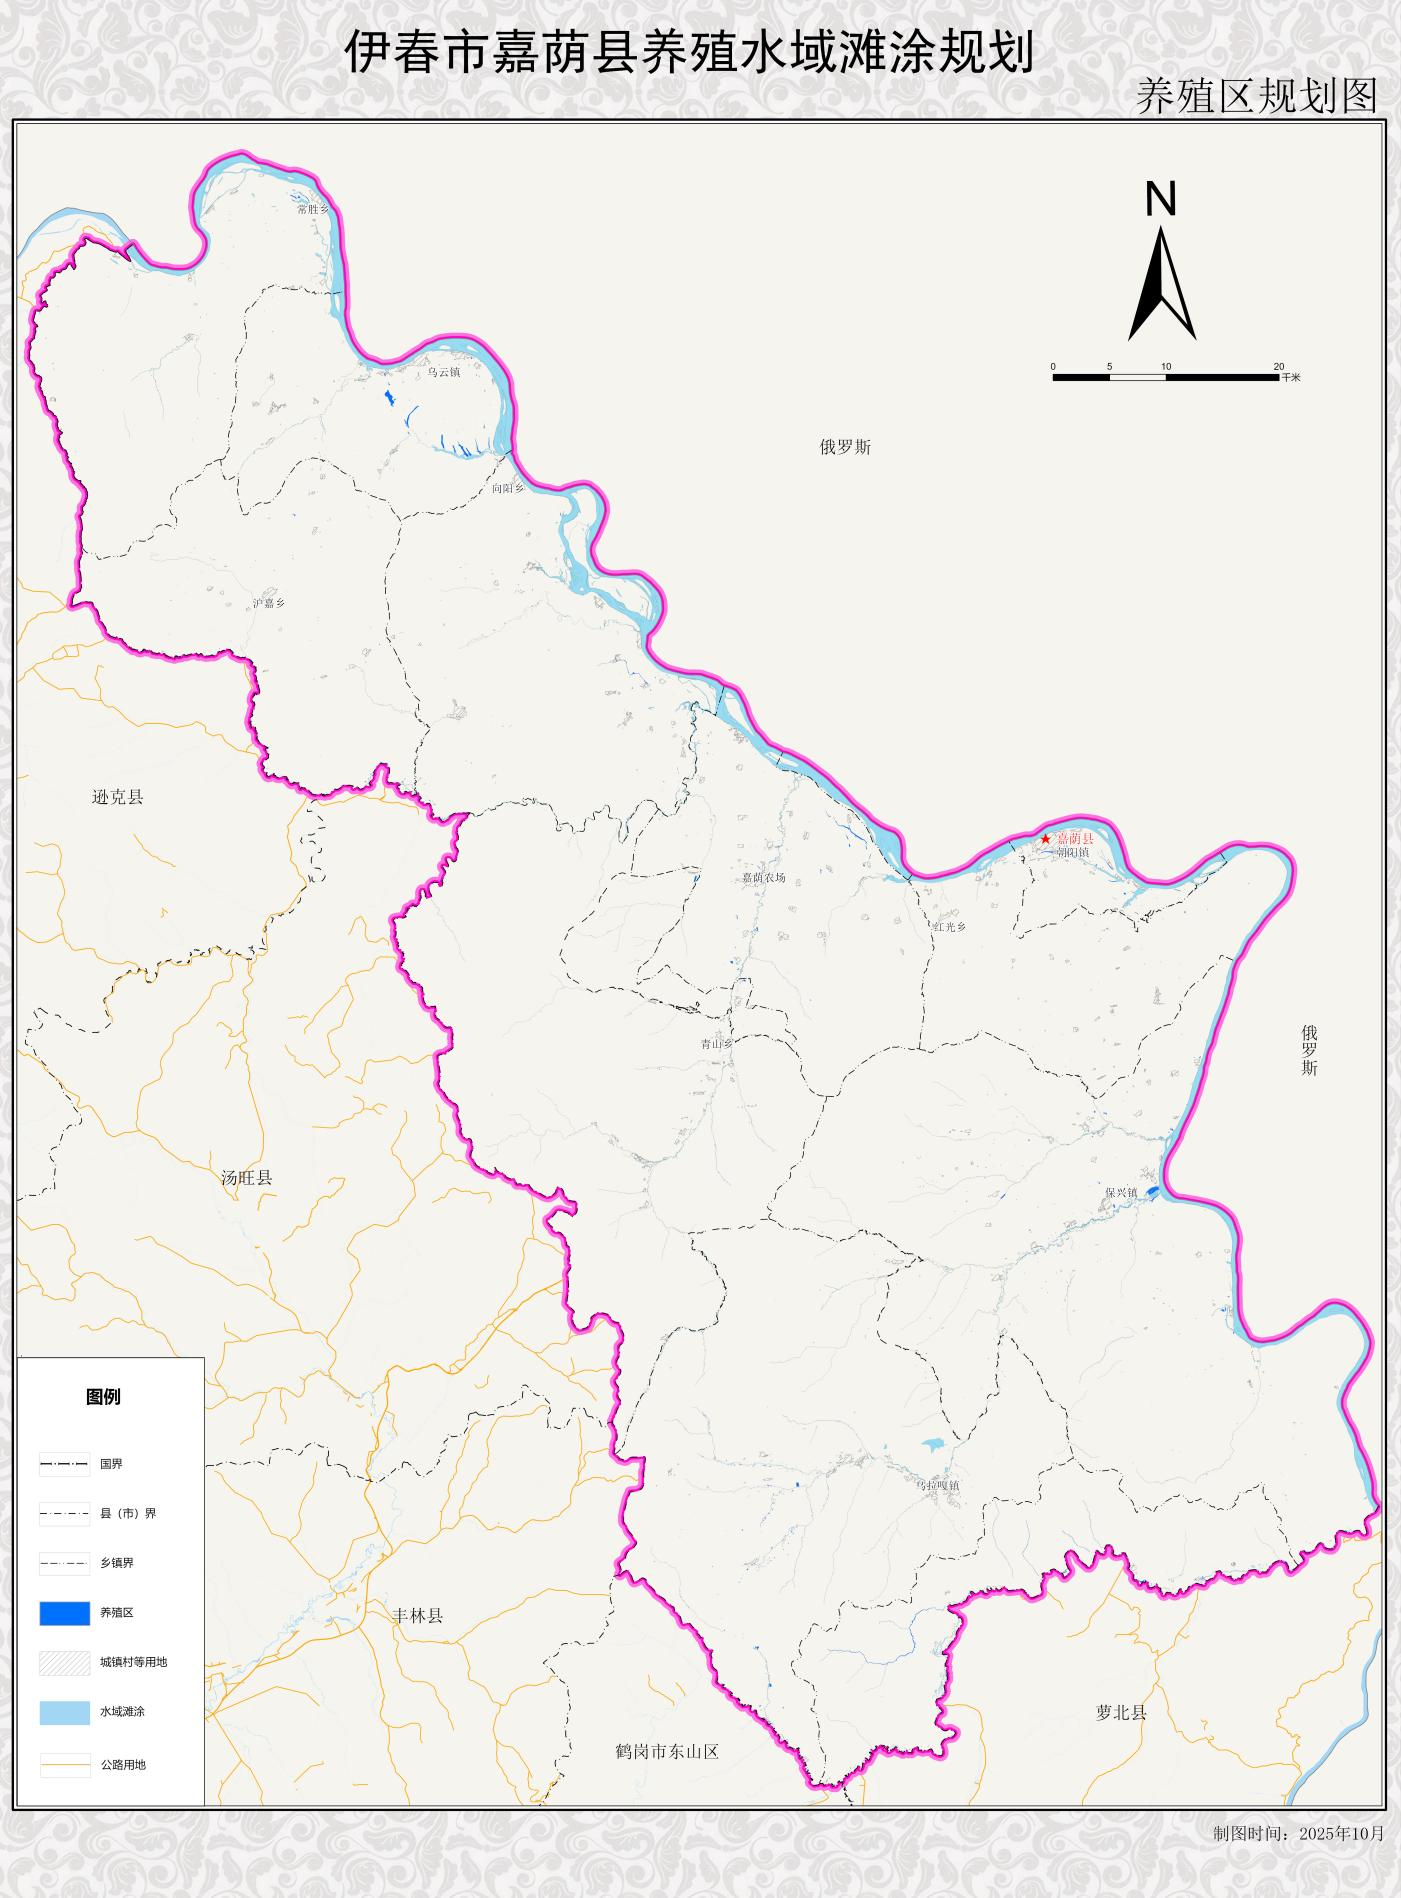 伊春市嘉荫县养殖水域滩涂规划
养殖区规划图
N
0 5 10 20
千米
常胜乡
乌云镇
俄罗斯
向阳乡
沪嘉乡
逊克县
嘉荫县
朝阳镇
嘉荫农场
红光乡
青山乡
俄罗斯
汤旺县
保兴镇
乌拉嘎镇
丰林县
鹤岗市东山区
萝北县
图例
国界
县（市）界
乡镇界
养殖区
城镇村等用地
水域滩涂
公路用地
制图时间：2025年10月